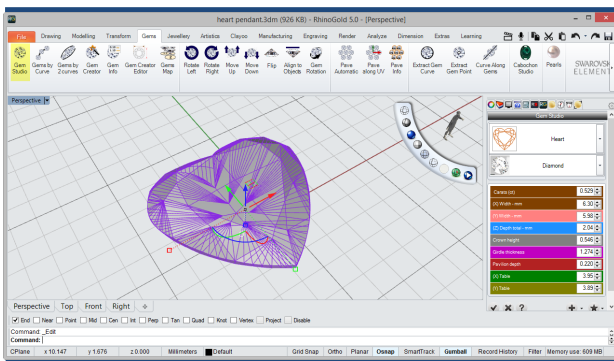 heart pendant.3dm (926 KB) - RhinoGold 5.0 - [Perspective]
File Drawing Modelling Transform Gems Jewellery Artistics Clayoo Manufacturing Engraving Render Analyze Dimension Extras Learning
Gem Studio Gems by Curve Gems by 2 curves Gem Creator Gem Info Gem Creator Editor Gems Map Rotate Left Rotate Right Move Up Move Down Flip Align to Objects Gem Rotation Pave Automatic Pave along UV Pave Info Extract Gem Curve Extract Gem Point Curve Along Gems Cabochon Studio Pearls SWAROVSKI ELEMENT
Perspective
Gem Studio
Heart
Diamond
Carats (ct) 0.529
(X) Width - mm 6.30
(Y) Width - mm 5.98
(Z) Depth total - mm 2.04
Crown height 0.546
Girdle thickness 1.274
Pavilion depth 0.220
(X) Table 3.95
(Y) Table 3.89
Perspective Top Front Right
End Near Point Mid Cen Int Perp Tan Quad Knot Vertex Project Disable
Command: _Edit
Command:
CPlane x 10.147 y 1.676 z 0.000 Millimeters Default Grid Snap Ortho Planar Osnap SmartTrack Gumball Record History Filter Memory use: 609 MB